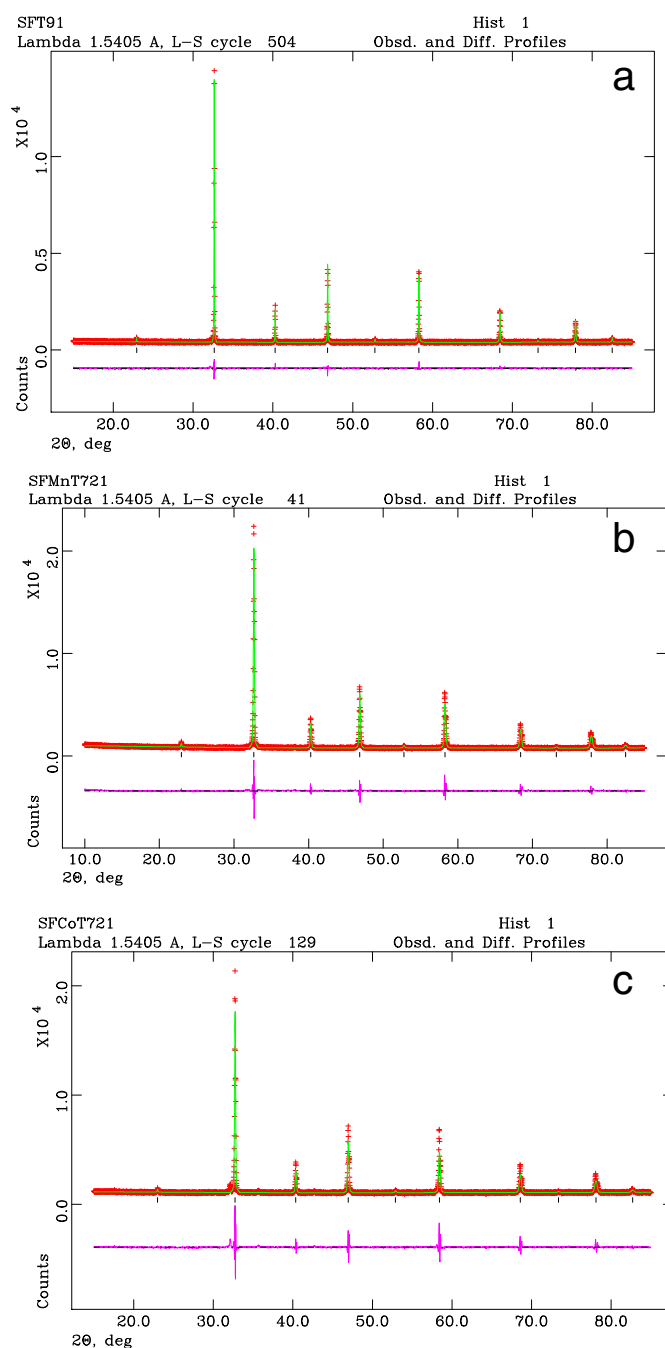 SFT91 Hist 1
Lambda 1.5405 A, L-S cycle 504 Obsd. and Diff. Profiles
a
X10 4
1.0
0.5
0.0
Counts
20.0 30.0 40.0 50.0 60.0 70.0 80.0
2Θ, deg
SFMnT721 Hist 1
Lambda 1.5405 A, L-S cycle 41 Obsd. and Diff. Profiles
b
X10 4
2.0
1.0
0.0
Counts
10.0 20.0 30.0 40.0 50.0 60.0 70.0 80.0
2Θ, deg
SFCoT721 Hist 1
Lambda 1.5405 A, L-S cycle 129 Obsd. and Diff. Profiles
c
X10 4
2.0
1.0
0.0
Counts
20.0 30.0 40.0 50.0 60.0 70.0 80.0
2Θ, deg